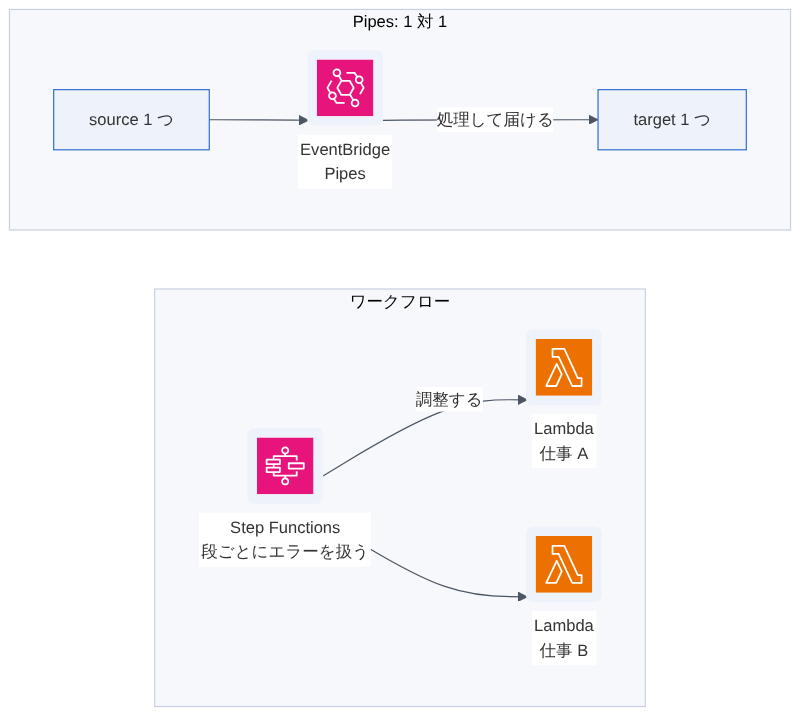 Pipes: 1 対 1
source 1 つ
EventBridge
Pipes
処理して届ける
target 1 つ
ワークフロー
調整する
Lambda
仕事 A
Step Functions
段ごとにエラーを扱う
Lambda
仕事 B